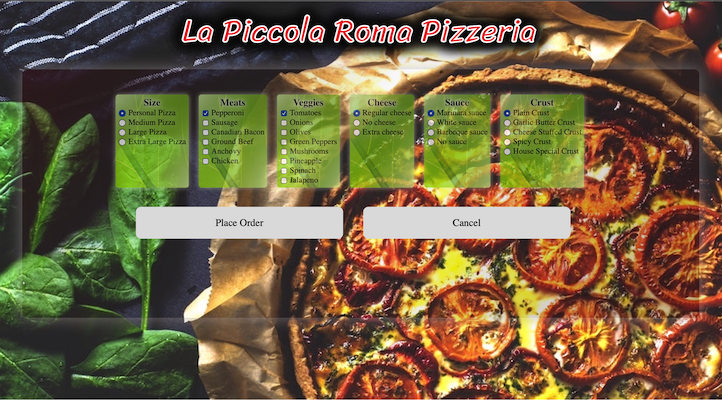 La Piccola Roma Pizzeria
Size
Personal Pizza
Medium Pizza
Large Pizza
Extra Large Pizza
Meats
Pepperoni
Sausage
Canadian Bacon
Ground Beef
Anchovy
Chicken
Veggies
Tomatoes
Onions
Olives
Green Peppers
Mushrooms
Pineapple
Spinach
Jalapeno
Cheese
Regular cheese
No cheese
Extra cheese
Sauce
Marinara sauce
White sauce
Barbeque sauce
No sauce
Crust
Plain Crust
Garlic Butter Crust
Cheese Stuffed Crust
Spicy Crust
House Special Crust
Place Order
Cancel